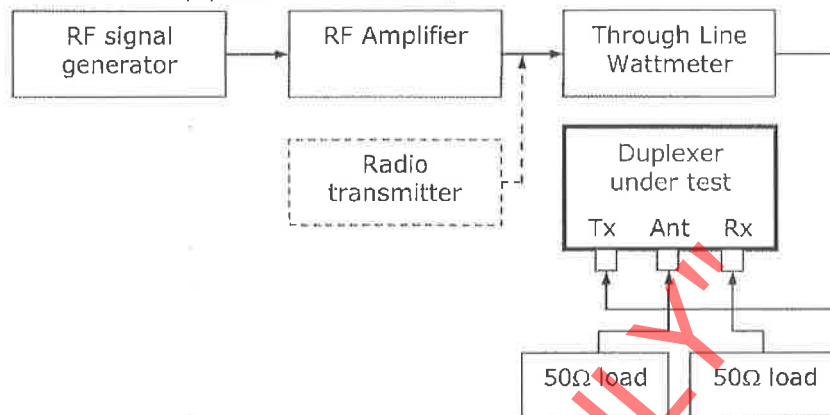 RF signal
generator
RF Amplifier
Through Line
Wattmeter
Radio
transmitter
Duplexer
under test
Tx Ant Rx
50Ω load
50Ω load
LY"